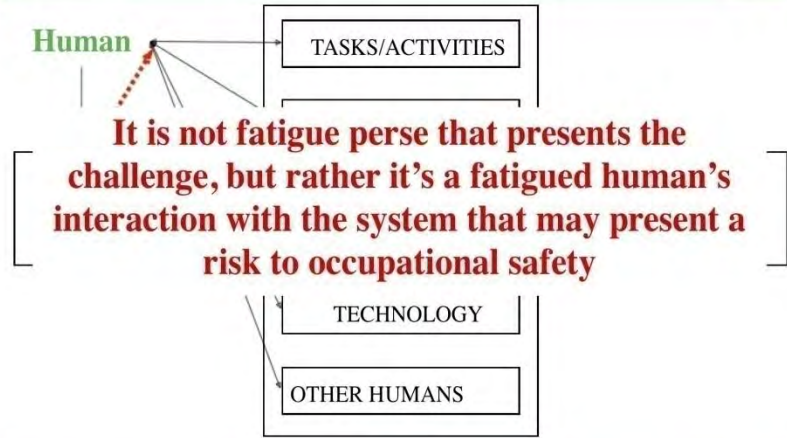 Human
TASKS/ACTIVITIES
It is not fatigue perse that presents the
challenge, but rather it's a fatigued human's
interaction with the system that may present a
risk to occupational safety
TECHNOLOGY
OTHER HUMANS